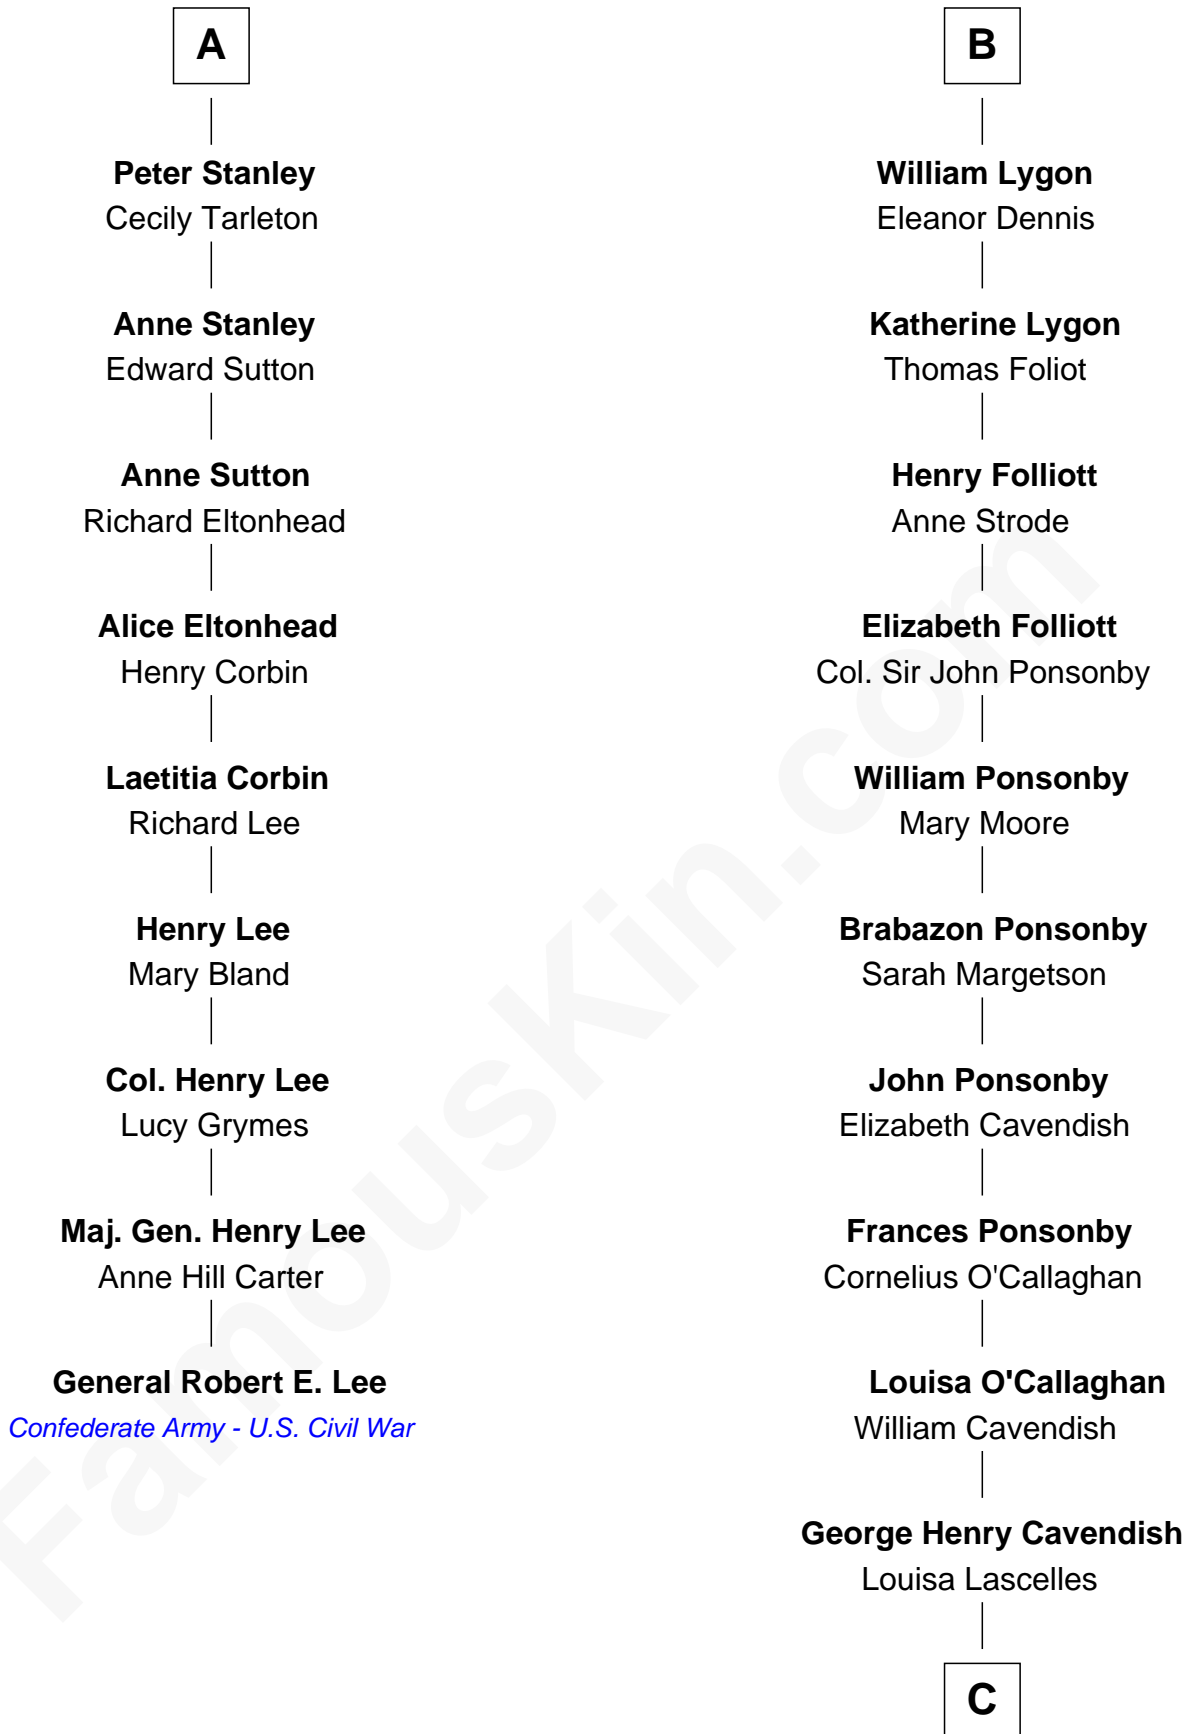 A
Peter Stanley
Cecily Tarleton
Anne Stanley
Edward Sutton
Anne Sutton
Richard Eltonhead
Alice Eltonhead
Henry Corbin
Laetitia Corbin
Richard Lee
Henry Lee
Mary Bland
Col. Henry Lee
Lucy Grymes
Maj. Gen. Henry Lee
Anne Hill Carter
General Robert E. Lee
Confederate Army - U.S. Civil War
B
William Lygon
Eleanor Dennis
Katherine Lygon
Thomas Foliot
Henry Folliott
Anne Strode
Elizabeth Folliott
Col. Sir John Ponsonby
William Ponsonby
Mary Moore
Brabazon Ponsonby
Sarah Margetson
John Ponsonby
Elizabeth Cavendish
Frances Ponsonby
Cornelius O'Callaghan
Louisa O'Callaghan
William Cavendish
George Henry Cavendish
Louisa Lascelles
C
FamousKin.com